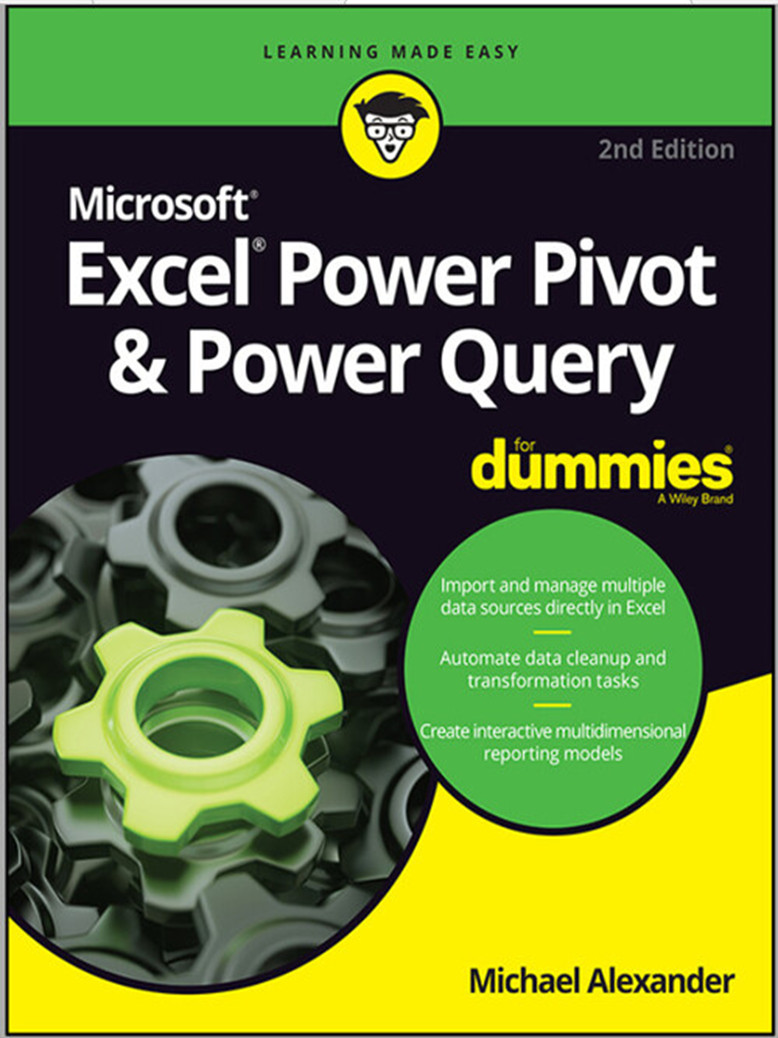 LEARNING MADE EASY
2nd Edition
Microsoft®
Excel® Power Pivot
& Power Query
for
dummies®
A Wiley Brand
Import and manage multiple
data sources directly in Excel
Automate data cleanup and
transformation tasks
Create interactive multidimensional
reporting models
Michael Alexander